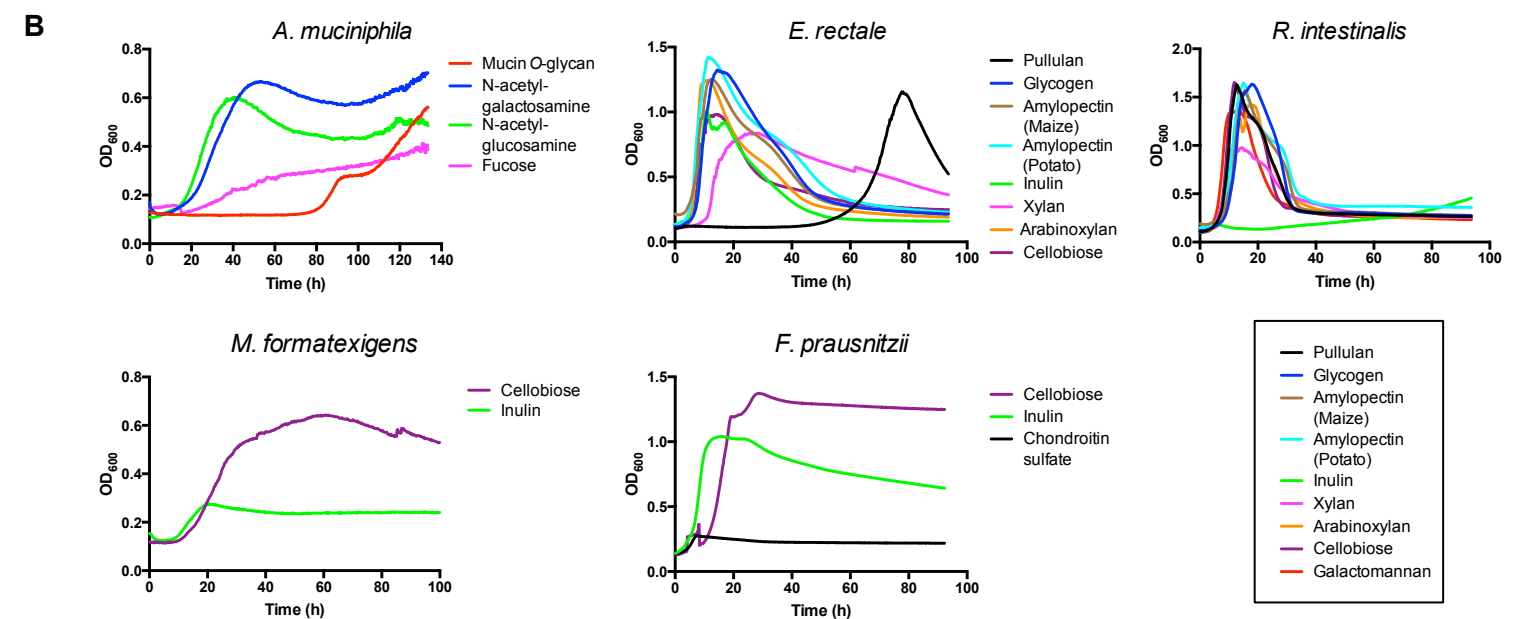 B
A. muciniphila
0.8
0.6
0.4
0.2
0.0
OD600
0 20 40 60 80 100 120 140
Time (h)
Mucin O-glycan
N-acetyl-
galactosamine
N-acetyl-
glucosamine
Fucose
E. rectale
1.5
1.0
0.5
0.0
OD600
0 20 40 60 80 100
Time (h)
Pullulan
Glycogen
Amylopectin
(Maize)
Amylopectin
(Potato)
Inulin
Xylan
Arabinoxylan
Cellobiose
R. intestinalis
2.0
1.5
1.0
0.5
0.0
OD600
0 20 40 60 80 100
Time (h)
M. formatexigens
0.8
0.6
0.4
0.2
0.0
OD600
0 20 40 60 80 100
Time (h)
Cellobiose
Inulin
F. prausnitzii
1.5
1.0
0.5
0.0
OD600
0 20 40 60 80 100
Time (h)
Cellobiose
Inulin
Chondroitin
sulfate
Pullulan
Glycogen
Amylopectin
(Maize)
Amylopectin
(Potato)
Inulin
Xylan
Arabinoxylan
Cellobiose
Galactomannan